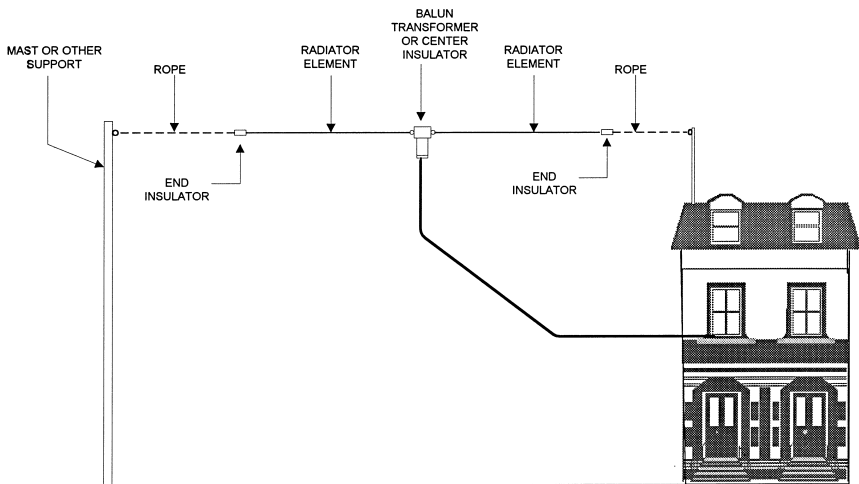 BALUN
TRANSFORMER
OR CENTER
INSULATOR
MAST OR OTHER
SUPPORT
ROPE
RADIATOR
ELEMENT
RADIATOR
ELEMENT
ROPE
END
INSULATOR
END
INSULATOR